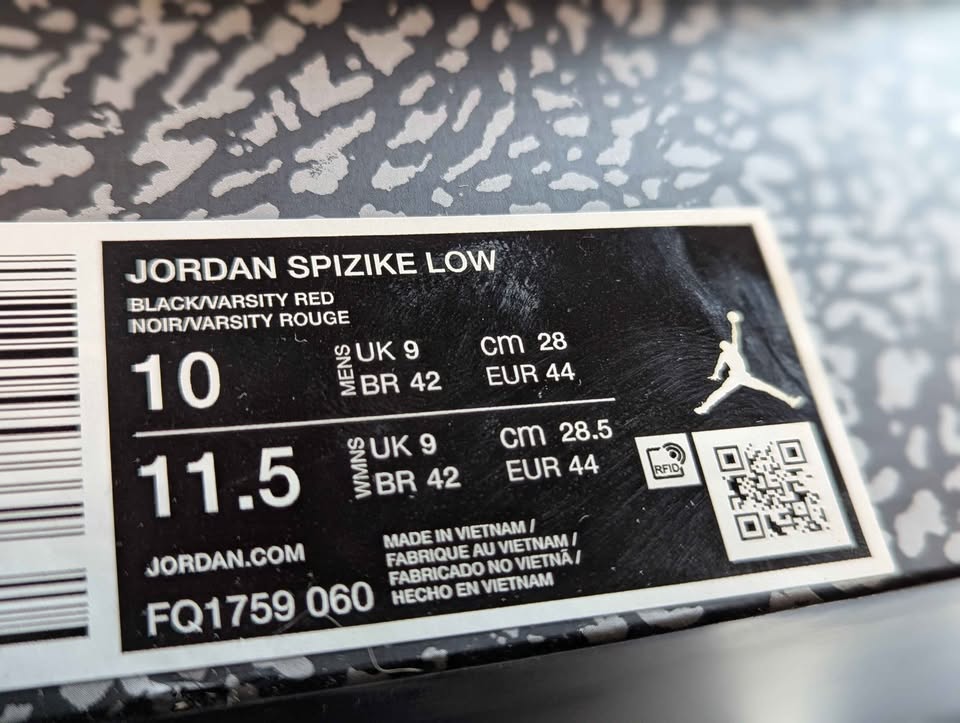 JORDAN SPIZIKE LOW
BLACK/VARSITY RED
NOIR/VARSITY ROUGE
10
MENS
UK 9 cm 28
BR 42 EUR 44
11.5
WMNS
UK 9 cm 28.5
BR 42 EUR 44
RFID
JORDAN.COM
FQ1759 060
MADE IN VIETNAM /
FABRIQUE AU VIETNAM /
FABRICADO NO VIETNÃ /
HECHO EN VIETNAM